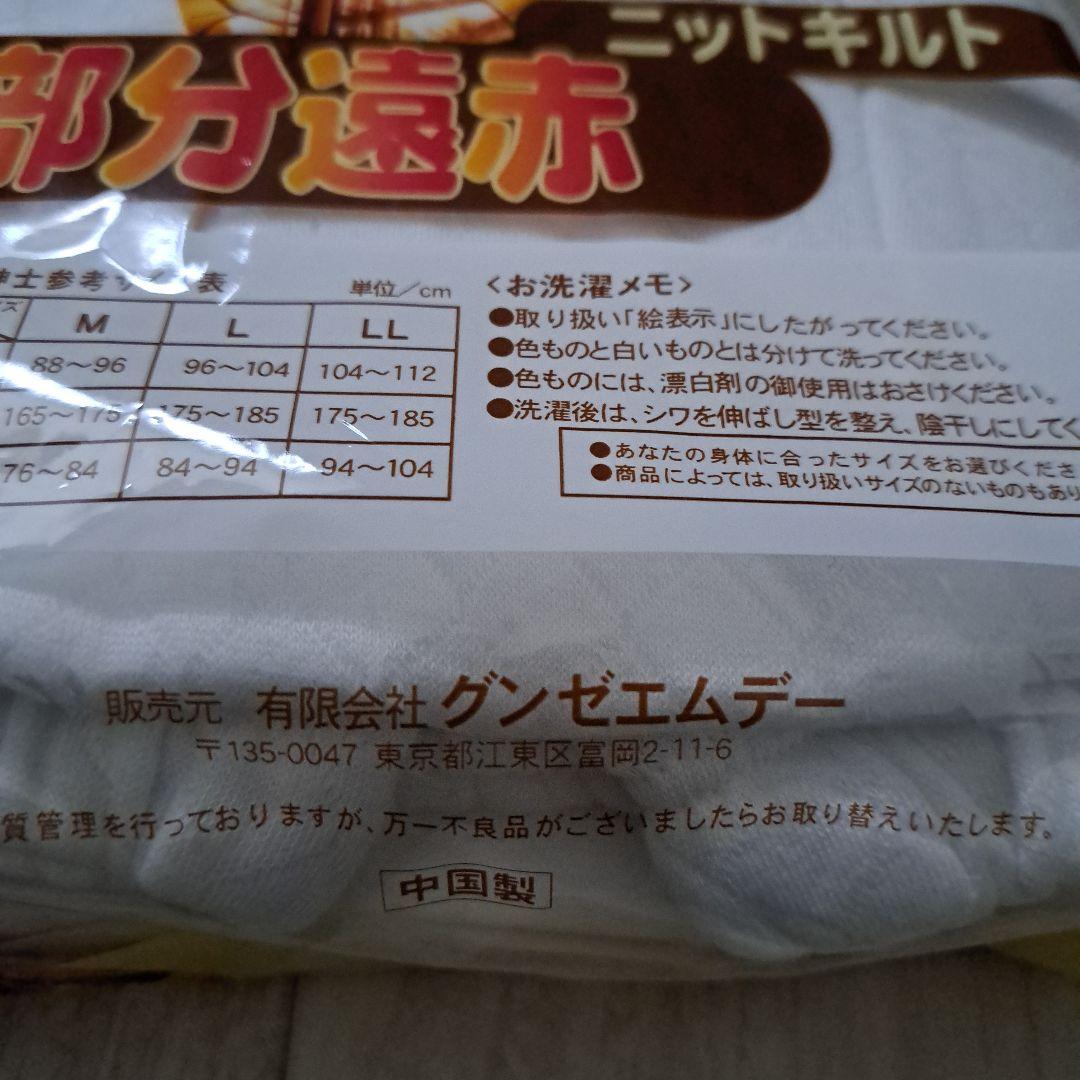 ニットキルト
部分遠赤
紳士参考サイズ表 単位/cm
M L LL
88～96 96～104 104～112
165～175 175～185 175～185
76～84 84～94 94～104
〈お洗濯メモ〉
●取り扱い「絵表示」にしたがってください。
●色ものと白いものとは分けて洗ってください。
●色ものには、漂白剤の御使用はおさけください。
●洗濯後は、シワを伸ばし型を整え、陰干しにしてく
●あなたの身体に合ったサイズをお選びくださ
●商品によっては、取り扱いサイズのないものもあり
販売元 有限会社グンゼエムデー
〒135-0047 東京都江東区富岡2-11-6
質管理を行っておりますが、万一不良品がございましたらお取り替えいたします。
中国製